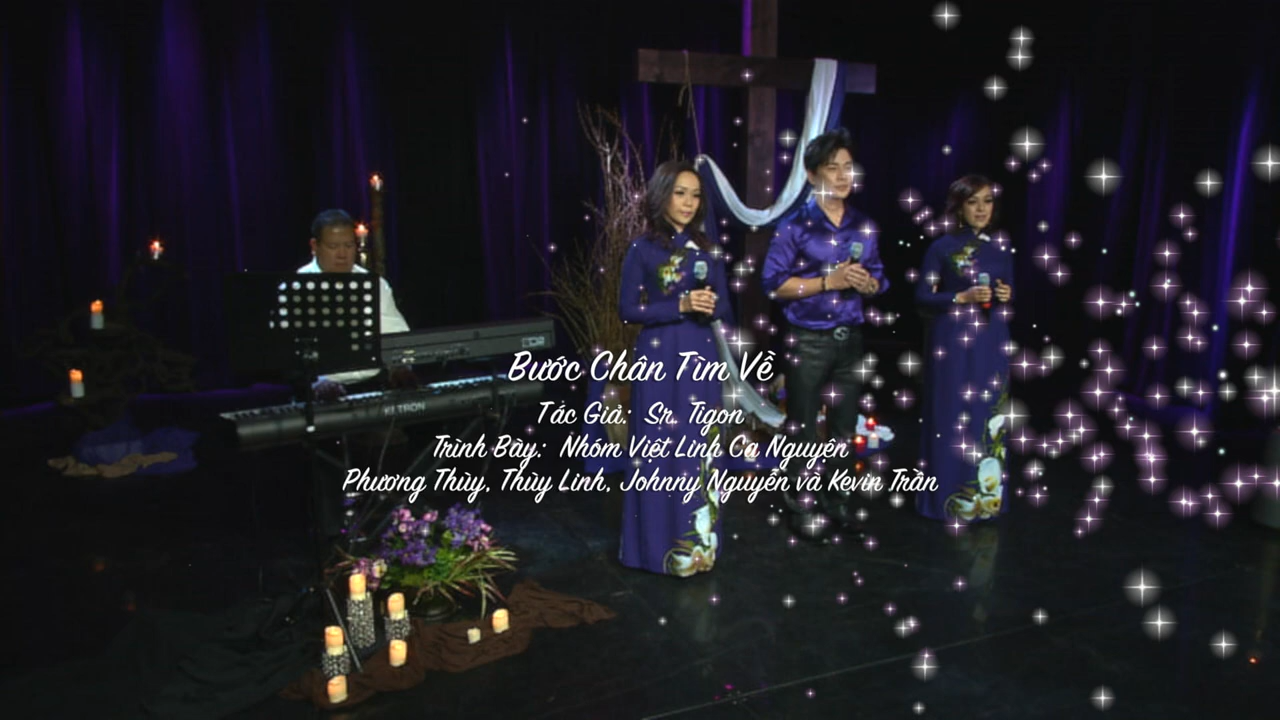 Bước Chân Tìm Về
Tác Giả: Sr. Tigon
Trình Bày: Nhóm Việt Linh Ca Nguyện
Phương Thùy, Thùy Linh, Johnny Nguyễn và Kevin Trần
TRITON